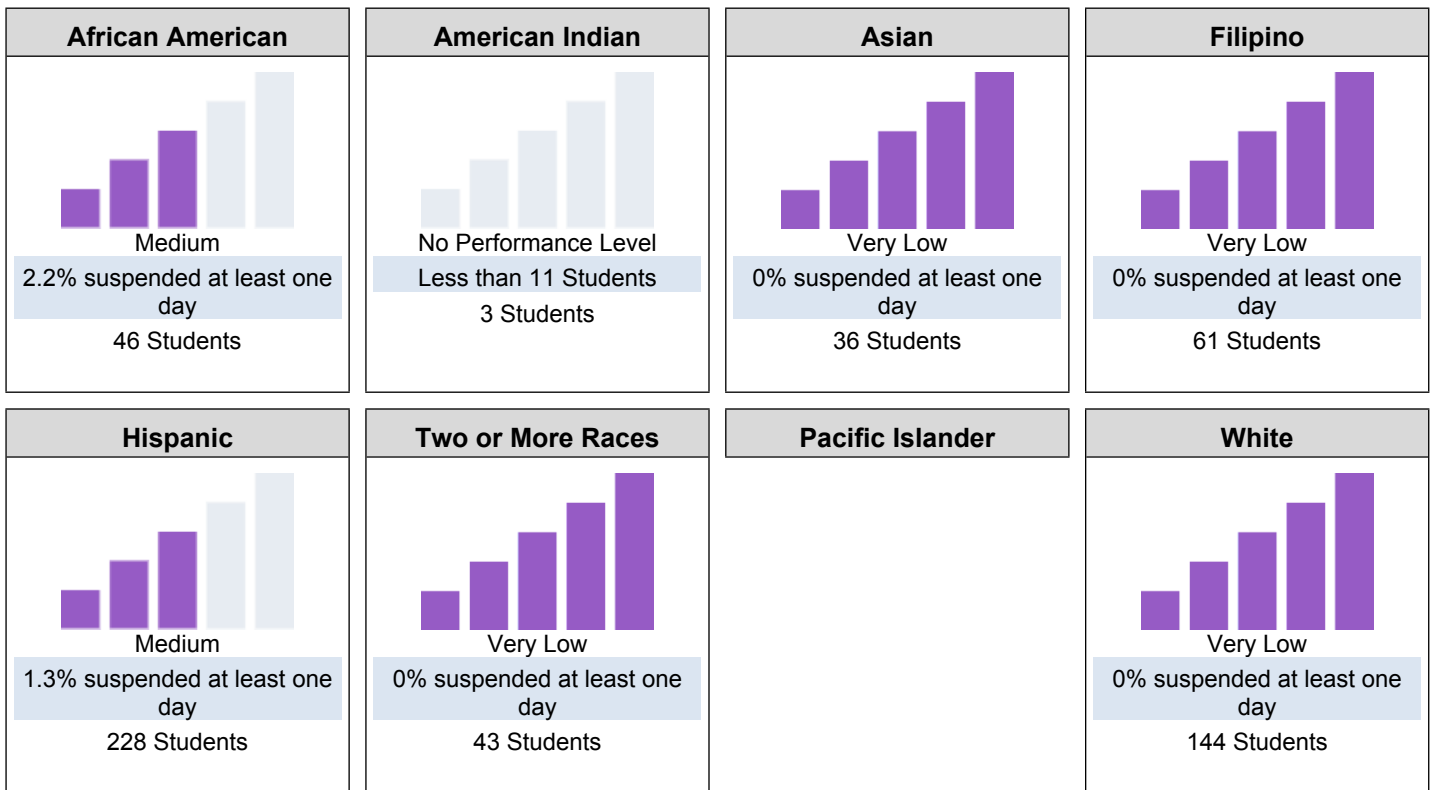 African American
Medium
2.2% suspended at least one
day
46 Students
American Indian
No Performance Level
Less than 11 Students
3 Students
Asian
Very Low
0% suspended at least one
day
36 Students
Filipino
Very Low
0% suspended at least one
day
61 Students
Hispanic
Medium
1.3% suspended at least one
day
228 Students
Two or More Races
Very Low
0% suspended at least one
day
43 Students
Pacific Islander
White
Very Low
0% suspended at least one
day
144 Students